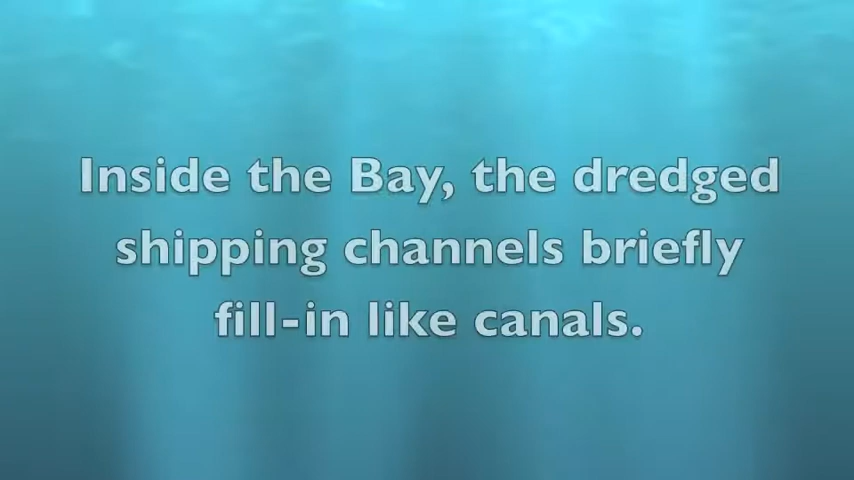 Inside the Bay, the dredged
shipping channels briefly
fill-in like canals.